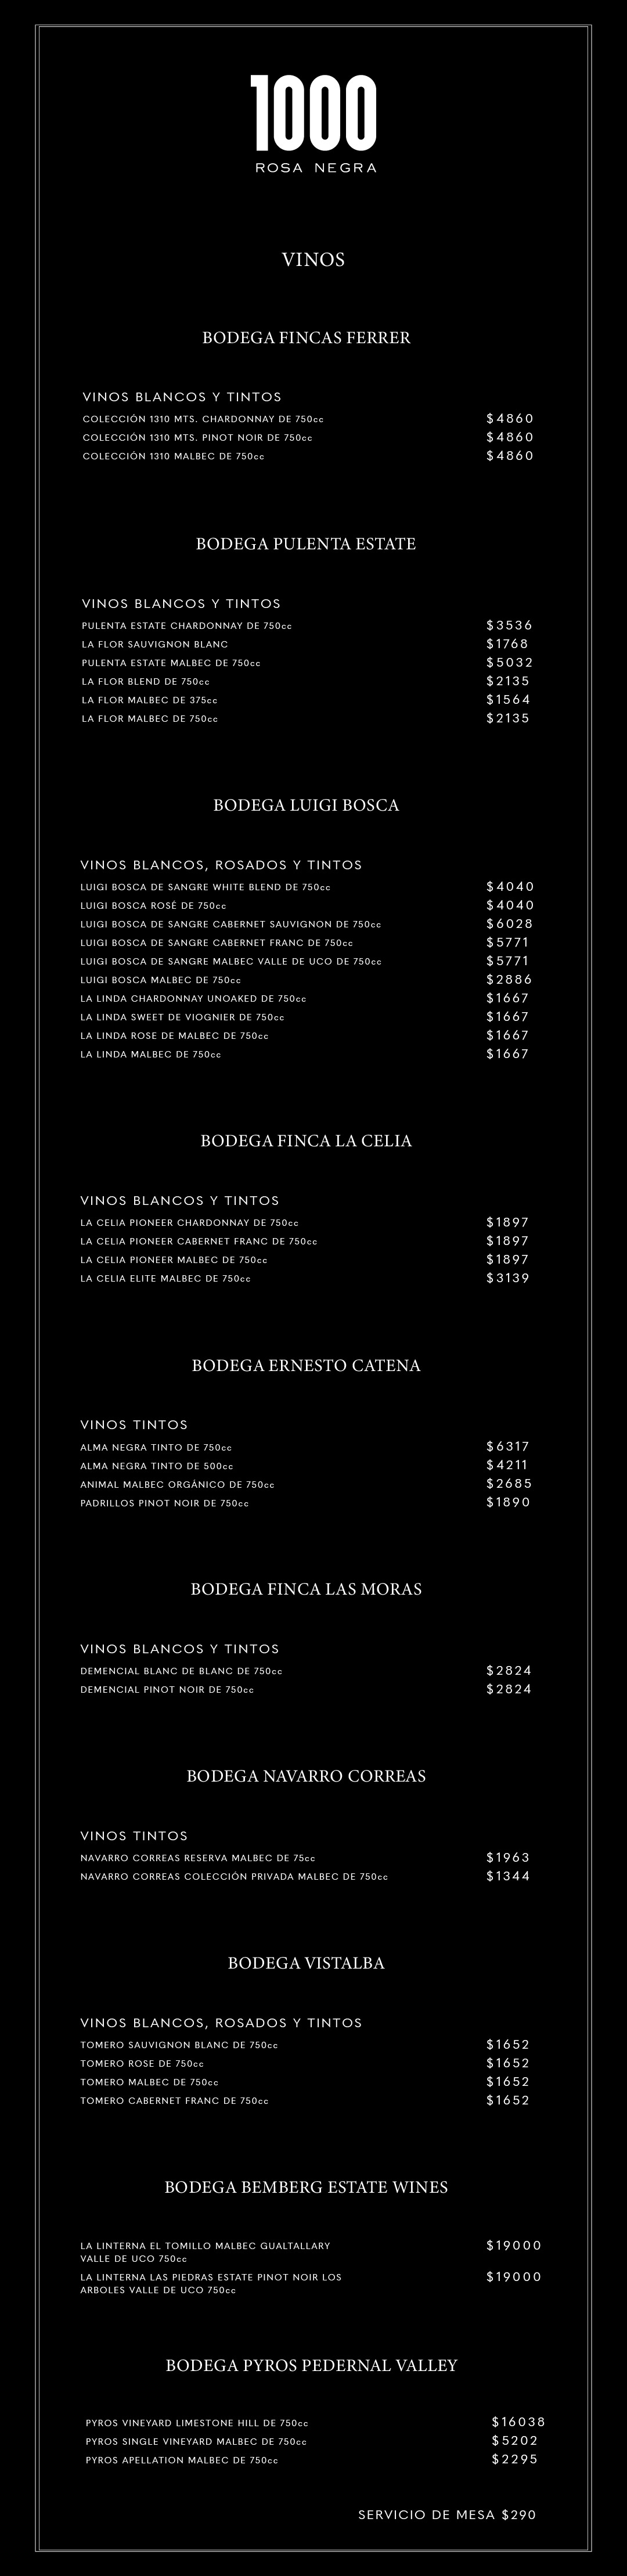 1000
ROSA NEGRA
VINOS
BODEGA FINCAS FERRER
VINOS BLANCOS Y TINTOS
COLECCIÓN 1310 MTS. CHARDONNAY DE 750cc $4860
COLECCIÓN 1310 MTS. PINOT NOIR DE 750cc $4860
COLECCIÓN 1310 MALBEC DE 750cc $4860
BODEGA PULENTA ESTATE
VINOS BLANCOS Y TINTOS
PULENTA ESTATE CHARDONNAY DE 750cc $3536
LA FLOR SAUVIGNON BLANC $1768
PULENTA ESTATE MALBEC DE 750cc $5032
LA FLOR BLEND DE 750cc $2135
LA FLOR MALBEC DE 375cc $1564
LA FLOR MALBEC DE 750cc $2135
BODEGA LUIGI BOSCA
VINOS BLANCOS, ROSADOS Y TINTOS
LUIGI BOSCA DE SANGRE WHITE BLEND DE 750cc $4040
LUIGI BOSCA ROSÉ DE 750cc $4040
LUIGI BOSCA DE SANGRE CABERNET SAUVIGNON DE 750cc $6028
LUIGI BOSCA DE SANGRE CABERNET FRANC DE 750cc $5771
LUIGI BOSCA DE SANGRE MALBEC VALLE DE UCO DE 750cc $5771
LUIGI BOSCA MALBEC DE 750cc $2886
LA LINDA CHARDONNAY UNOAKED DE 750cc $1667
LA LINDA SWEET DE VIOGNIER DE 750cc $1667
LA LINDA ROSE DE MALBEC DE 750cc $1667
LA LINDA MALBEC DE 750cc $1667
BODEGA FINCA LA CELIA
VINOS BLANCOS Y TINTOS
LA CELIA PIONEER CHARDONNAY DE 750cc $1897
LA CELIA PIONEER CABERNET FRANC DE 750cc $1897
LA CELIA PIONEER MALBEC DE 750cc $1897
LA CELIA ELITE MALBEC DE 750cc $3139
BODEGA ERNESTO CATENA
VINOS TINTOS
ALMA NEGRA TINTO DE 750cc $6317
ALMA NEGRA TINTO DE 500cc $4211
ANIMAL MALBEC ORGÁNICO DE 750cc $2685
PADRILLOS PINOT NOIR DE 750cc $1890
BODEGA FINCA LAS MORAS
VINOS BLANCOS Y TINTOS
DEMENCIAL BLANC DE BLANC DE 750cc $2824
DEMENCIAL PINOT NOIR DE 750cc $2824
BODEGA NAVARRO CORREAS
VINOS TINTOS
NAVARRO CORREAS RESERVA MALBEC DE 75cc $1963
NAVARRO CORREAS COLECCIÓN PRIVADA MALBEC DE 750cc $1344
BODEGA VISTALBA
VINOS BLANCOS, ROSADOS Y TINTOS
TOMERO SAUVIGNON BLANC DE 750cc $1652
TOMERO ROSE DE 750cc $1652
TOMERO MALBEC DE 750cc $1652
TOMERO CABERNET FRANC DE 750cc $1652
BODEGA BEMBERG ESTATE WINES
LA LINTERNA EL TOMILLO MALBEC GUALTALLARY $19000
VALLE DE UCO 750cc
LA LINTERNA LAS PIEDRAS ESTATE PINOT NOIR LOS $19000
ARBOLES VALLE DE UCO 750cc
BODEGA PYROS PEDERNAL VALLEY
PYROS VINEYARD LIMESTONE HILL DE 750cc $16038
PYROS SINGLE VINEYARD MALBEC DE 750cc $5202
PYROS APELLATION MALBEC DE 750cc $2295
SERVICIO DE MESA $290